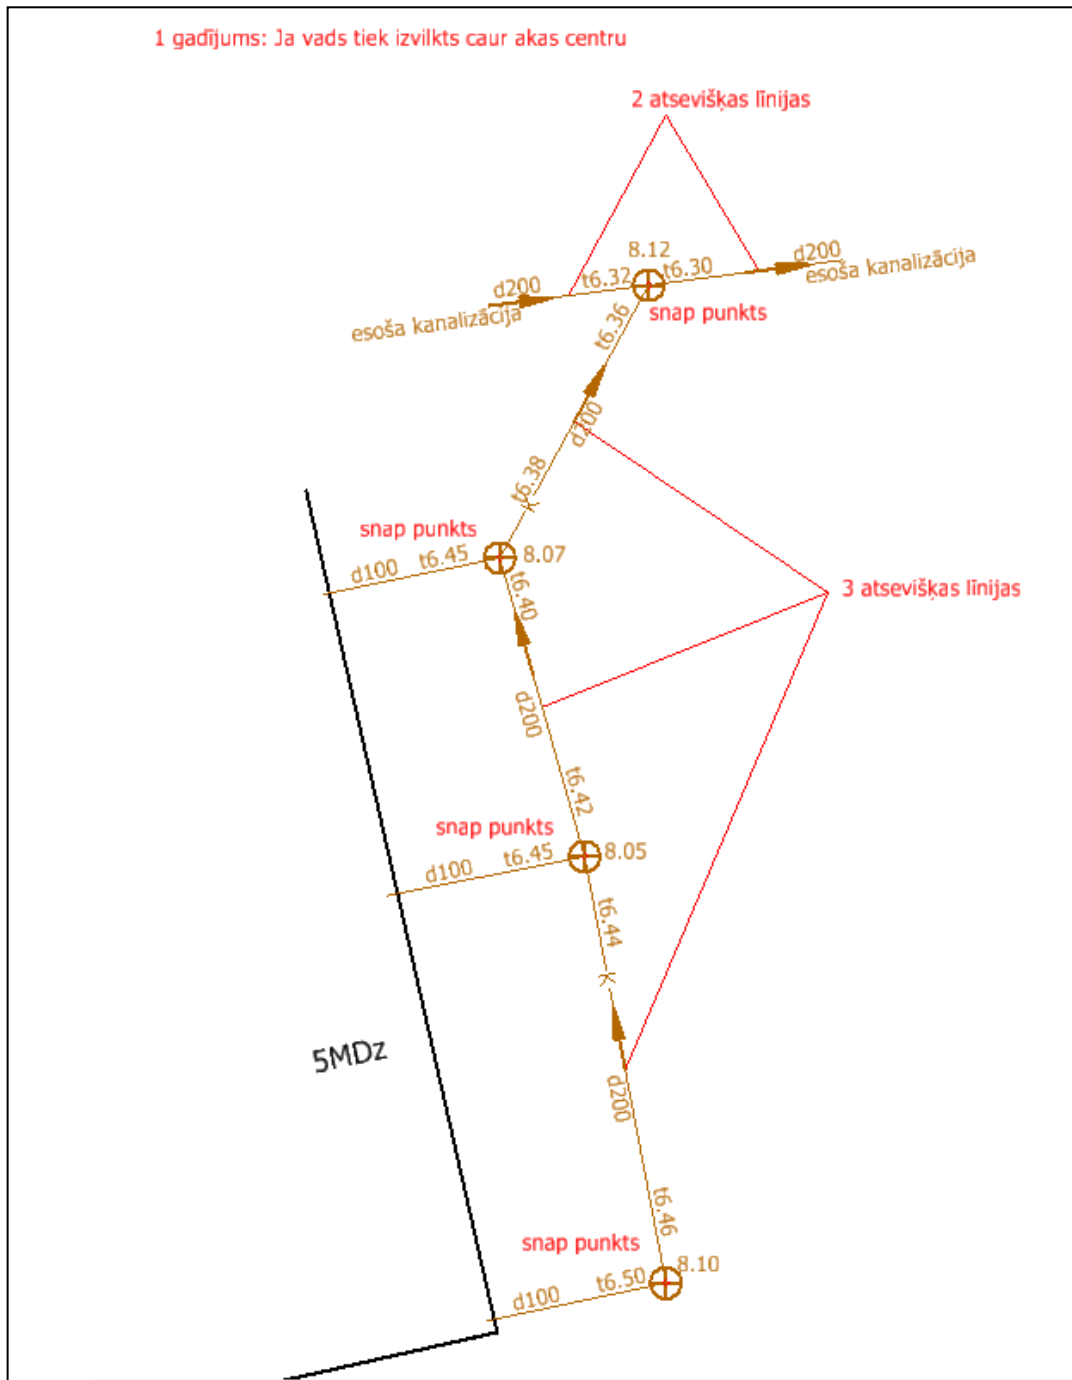 1 gadījums: Ja vads tiek izvilkts caur akas centru
2 atsevišķas līnijas
8.12
d200
t6.32
t6.30
d200
esoša kanalizācija
esoša kanalizācija
snap punkts
t6.36
d200
t6.38
K
snap punkts
d100
t6.45
8.07
t6.40
3 atsevišķas līnijas
d200
t6.42
snap punkts
d100
t6.45
8.05
t6.44
K
5MDz
d200
t6.46
snap punkts
d100
t6.50
8.10